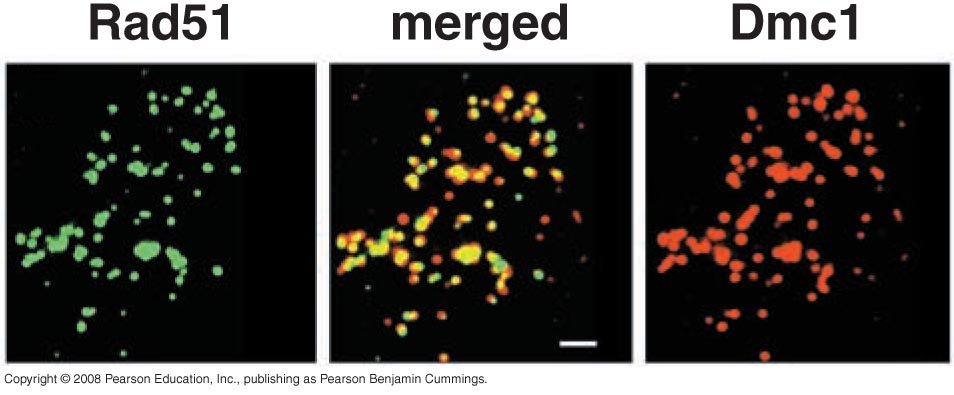 Rad51 merged Dmc1
Copyright © 2008 Pearson Education, Inc., publishing as Pearson Benjamin Cummings.